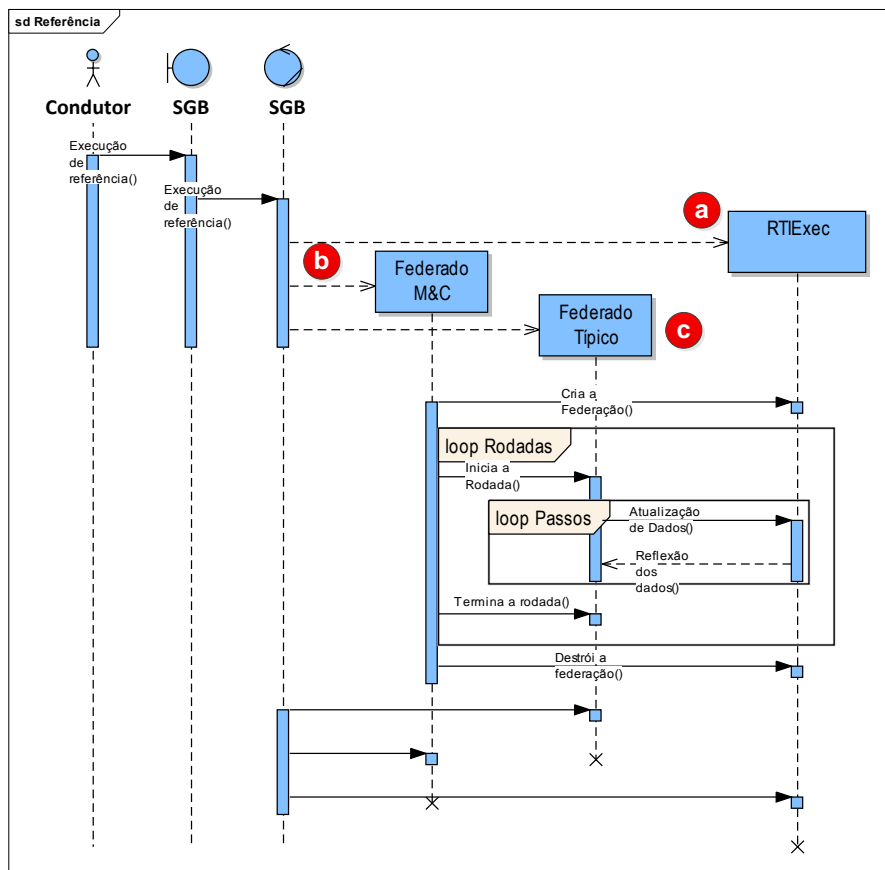 sd Referência
Condutor
SGB
SGB
Execução
de
referência()
Execução
de
referência()
a
RTIExec
b
Federado
M&C
Federado
Típico
c
Cria a
Federação()
loop Rodadas
Inicia a
Rodada()
loop Passos
Atualização
de Dados()
Reflexão
dos
dados()
Termina a rodada()
Destrói a
federação()